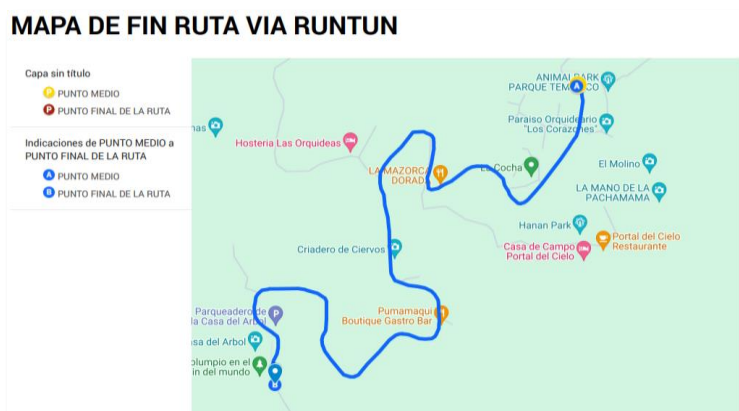 MAPA DE FIN RUTA VIA RUNTUN
Capa sin título
P PUNTO MEDIO
P PUNTO FINAL DE LA RUTA
Indicaciones de PUNTO MEDIO a
PUNTO FINAL DE LA RUTA
A PUNTO MEDIO
B PUNTO FINAL DE LA RUTA
ANIMAL PARK
PARQUE TEM CO
A
Paraiso Orquideario
"Los Corazones"
nas
Hosteria Las Orquideas
LA MAZORCA
DORAD
Cocha
El Molino
LA MANO DE LA
PACHAMAMA
Hanan Park
Portal del Cielo
Restaurante
Casa de Campo
Portal del Cielo
Criadero de Ciervos
Parqueadero de
la Casa del Arbol
P
Pumamaqui
Boutique Gastro Bar
sa del Arbol
olumpio en el
in del mundo
B